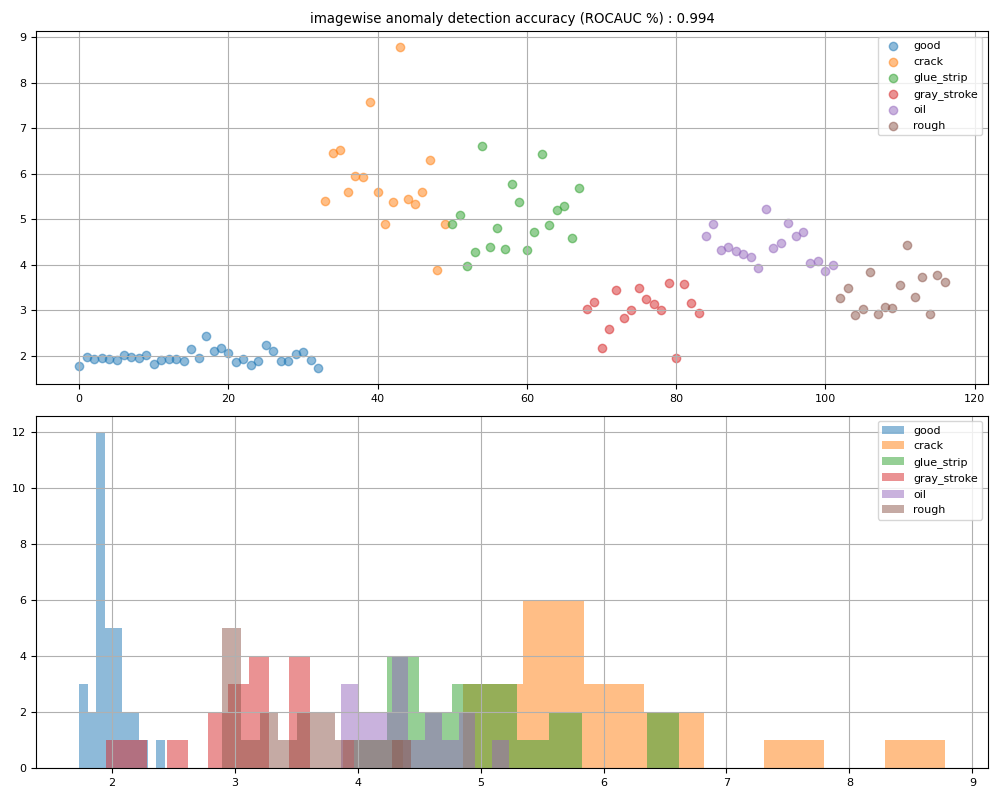 imagewise anomaly detection accuracy (ROCAUC %) : 0.994
9
8
7
6
5
4
3
2
good
crack
glue_strip
gray_stroke
oil
rough
0 20 40 60 80 100 120
12
10
8
6
4
2
0
good
crack
glue_strip
gray_stroke
oil
rough
2 3 4 5 6 7 8 9